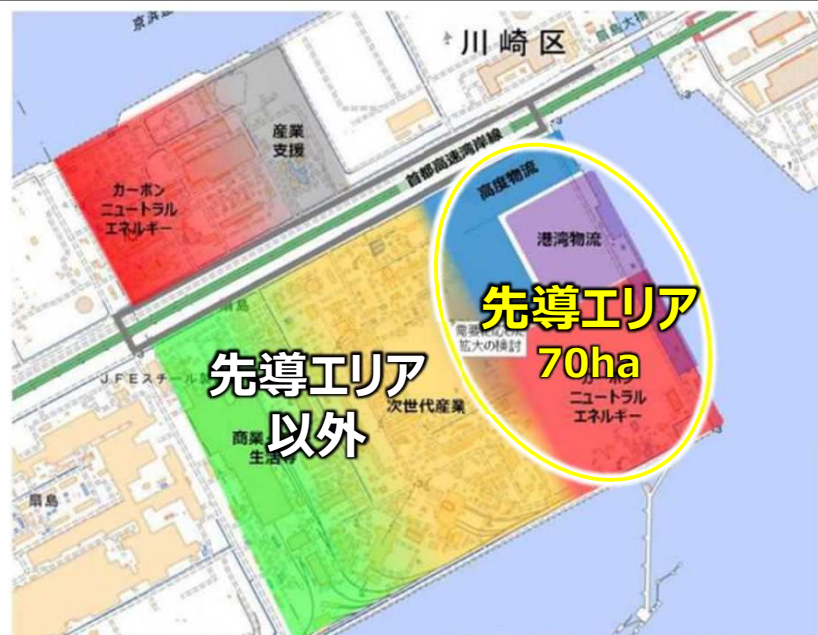 京浜運
川崎区
扇島大橋
産業
支援
首都高速湾岸線
高度物流
カーボン
ニュートラル
エネルギー
港湾物流
扇島
先導エリア
70ha
拡大の検討
カーボン
ニュートラル
エネルギー
JFEスチール
先導エリア
以外
次世代産業
商業
生活等
扇島